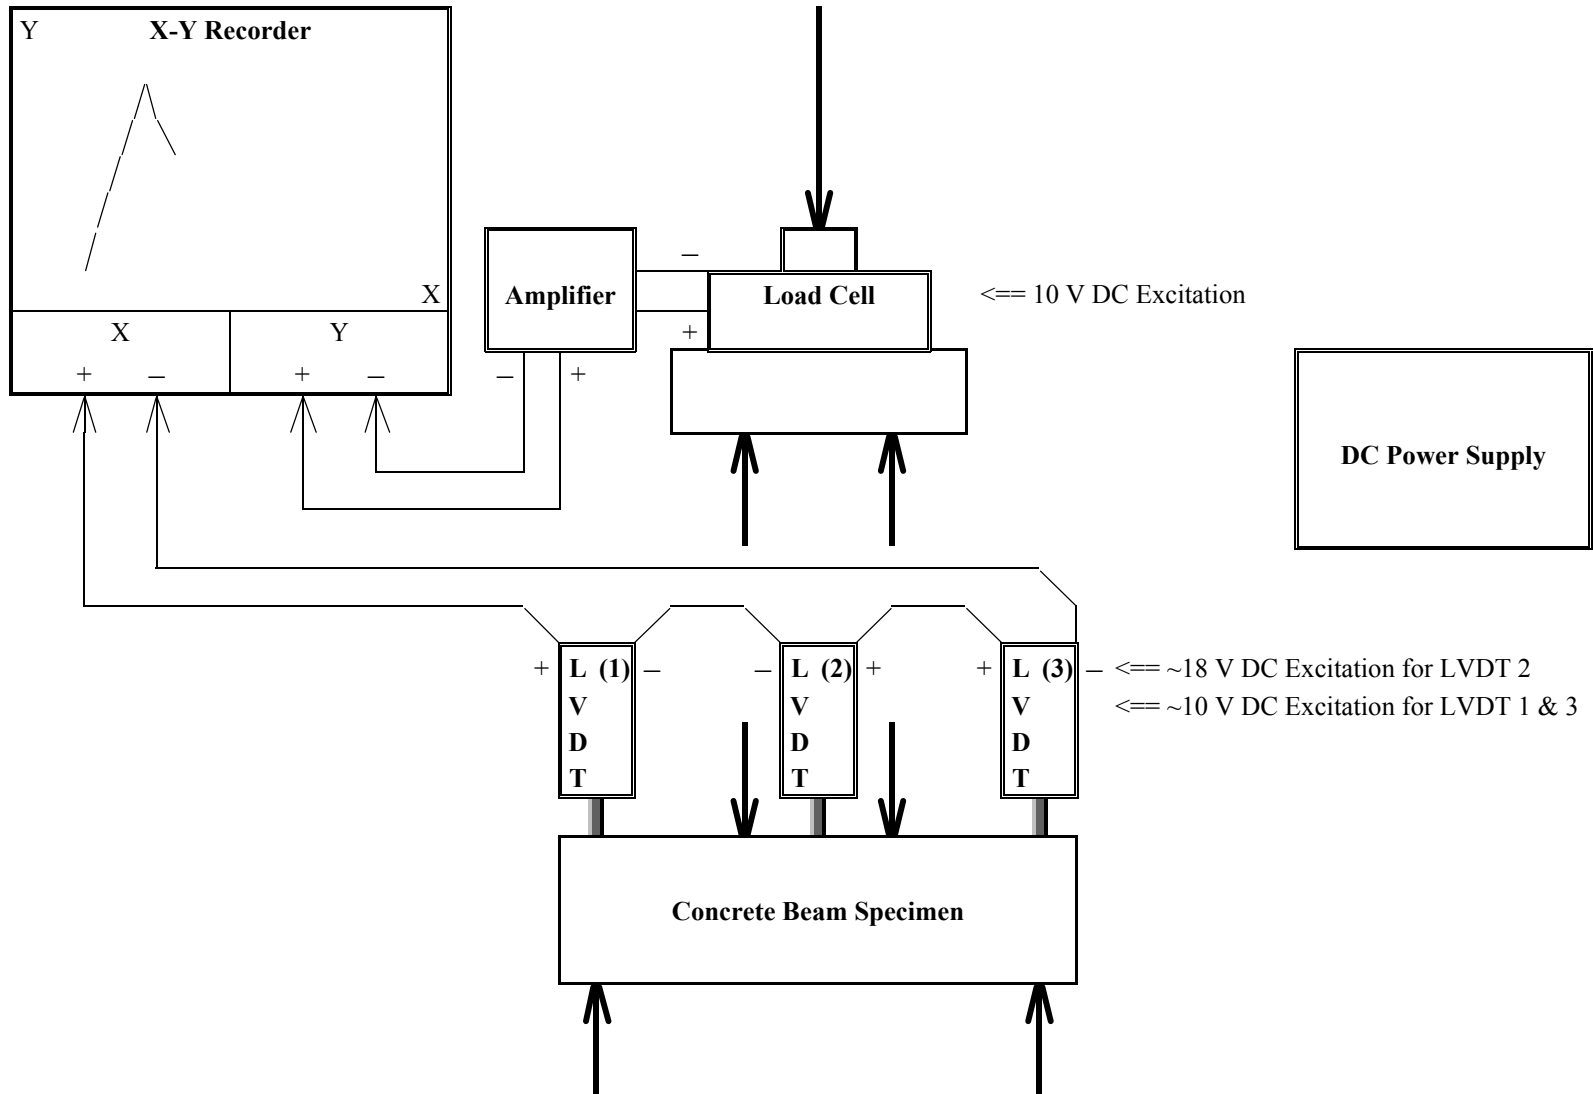 Y X-Y Recorder
X
X Y
+ – + –
Amplifier
–
+
– +
Load Cell
<== 10 V DC Excitation
DC Power Supply
+ L (1) – – L (2) + + L (3) – <== ~18 V DC Excitation for LVDT 2
V V V <== ~10 V DC Excitation for LVDT 1 & 3
D D D
T T T
Concrete Beam Specimen